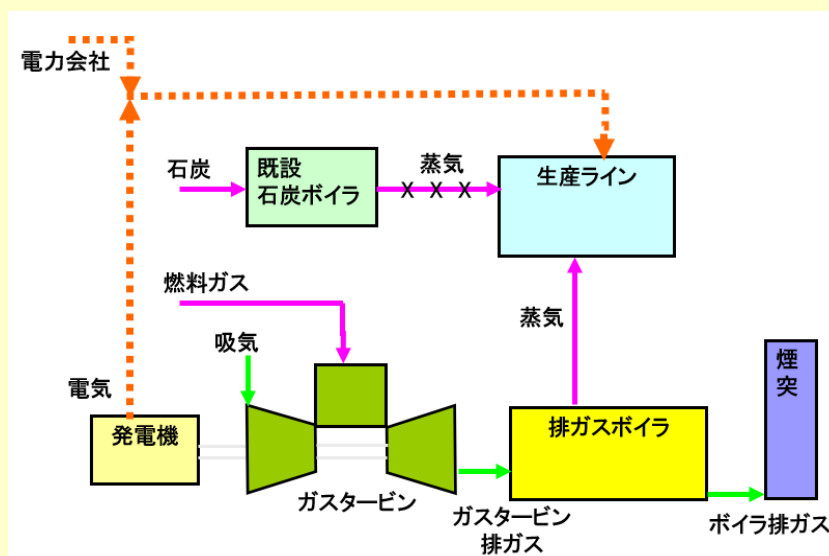 電力会社
石炭
既設
石炭ボイラ
蒸気
X X X
生産ライン
燃料ガス
吸気
蒸気
煙
突
電気
発電機
排ガスボイラ
ガスタービン
ガスタービン
排ガス
ボイラ排ガス